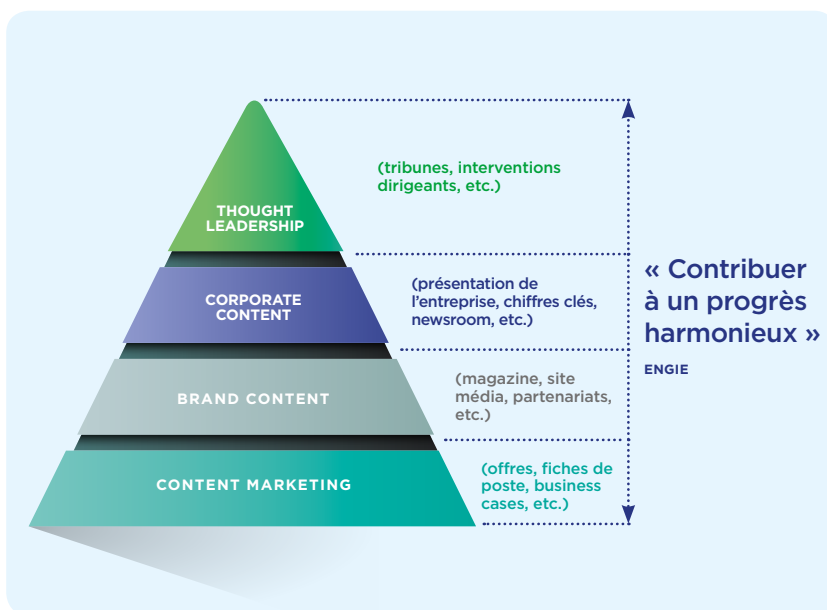 (tribunes, interventions
dirigeants, etc.)
THOUGHT
LEADERSHIP
(présentation de
l’entreprise, chiffres clés,
newsroom, etc.)
CORPORATE
CONTENT
« Contribuer
à un progrès
harmonieux »
ENGIE
(magazine, site
média, partenariats,
etc.)
BRAND CONTENT
(offres, fiches de
poste, business
cases, etc.)
CONTENT MARKETING